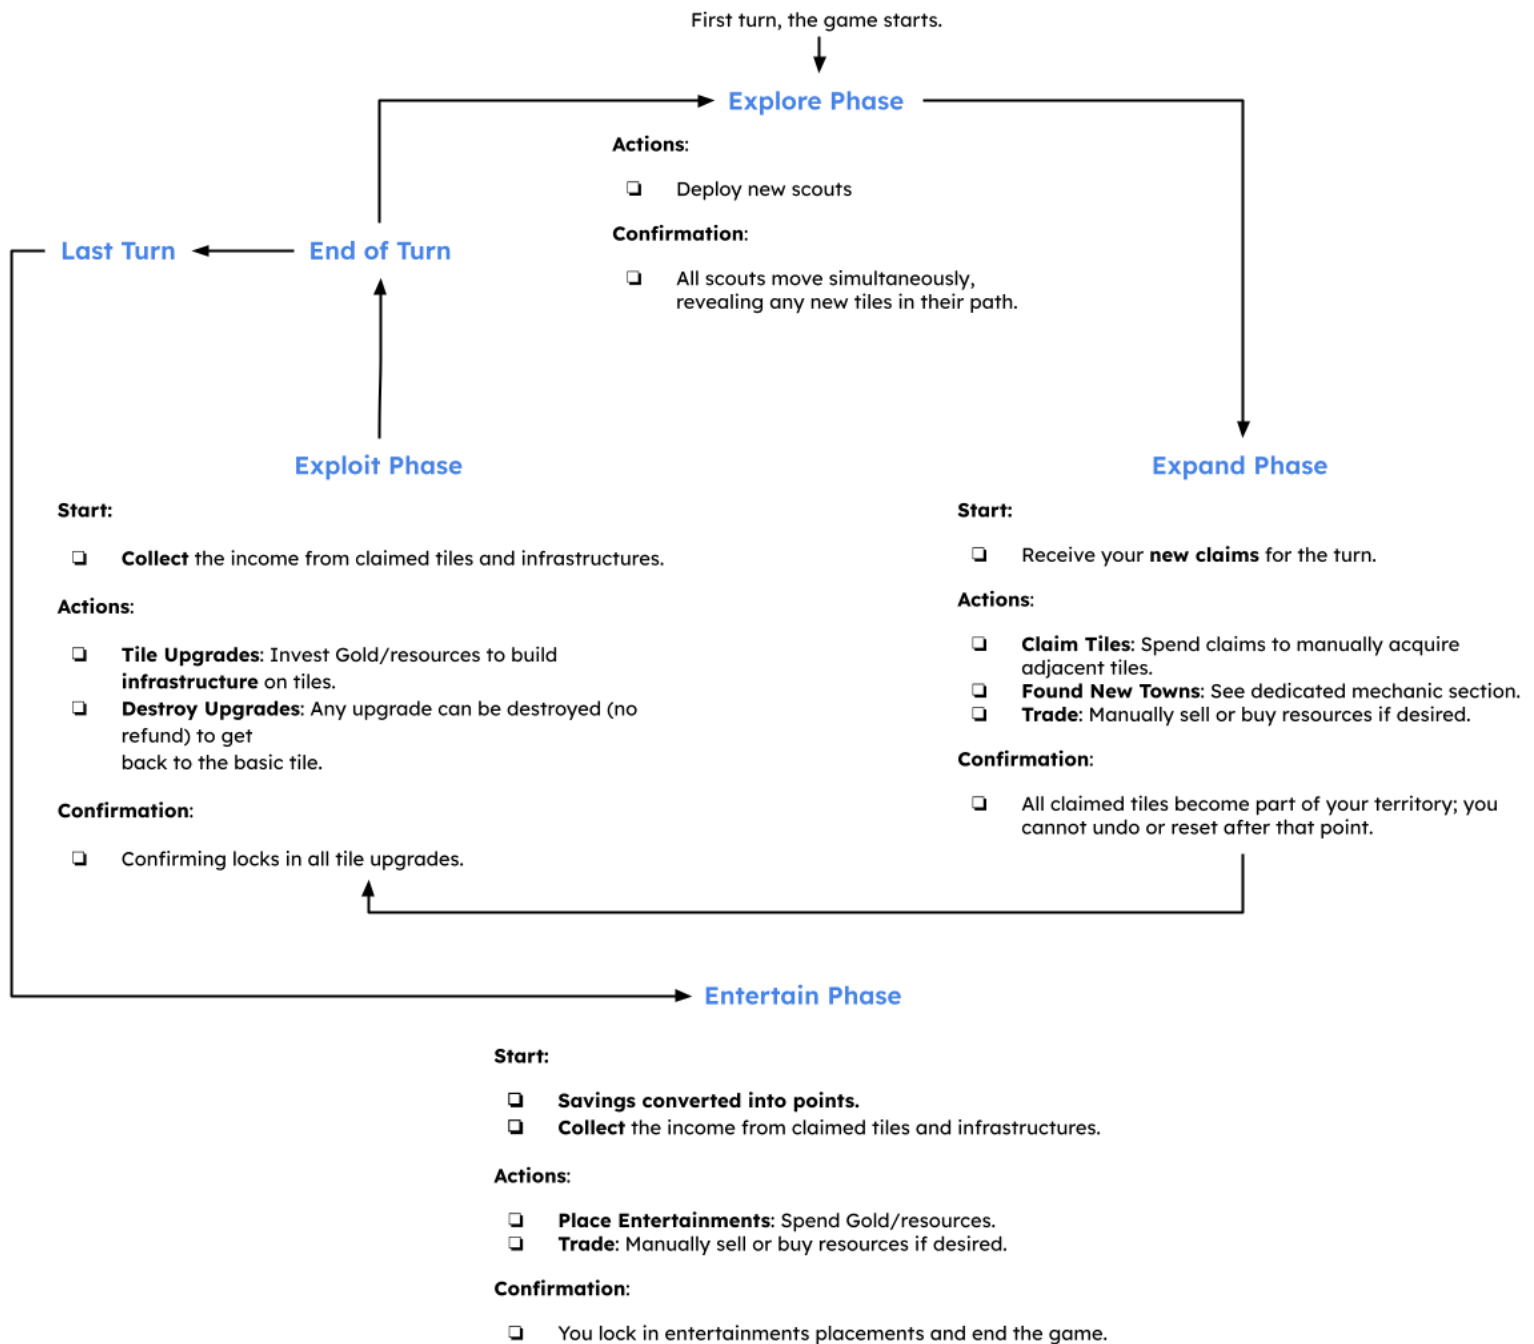 First turn, the game starts.
Explore Phase
Actions:
Deploy new scouts
Confirmation:
All scouts move simultaneously,
revealing any new tiles in their path.
Last Turn
End of Turn
Exploit Phase
Start:
Collect the income from claimed tiles and infrastructures.
Actions:
Tile Upgrades: Invest Gold/resources to build
infrastructure on tiles.
Destroy Upgrades: Any upgrade can be destroyed (no
refund) to get
back to the basic tile.
Confirmation:
Confirming locks in all tile upgrades.
Expand Phase
Start:
Receive your new claims for the turn.
Actions:
Claim Tiles: Spend claims to manually acquire
adjacent tiles.
Found New Towns: See dedicated mechanic section.
Trade: Manually sell or buy resources if desired.
Confirmation:
All claimed tiles become part of your territory; you
cannot undo or reset after that point.
Entertain Phase
Start:
Savings converted into points.
Collect the income from claimed tiles and infrastructures.
Actions:
Place Entertainments: Spend Gold/resources.
Trade: Manually sell or buy resources if desired.
Confirmation:
You lock in entertainments placements and end the game.